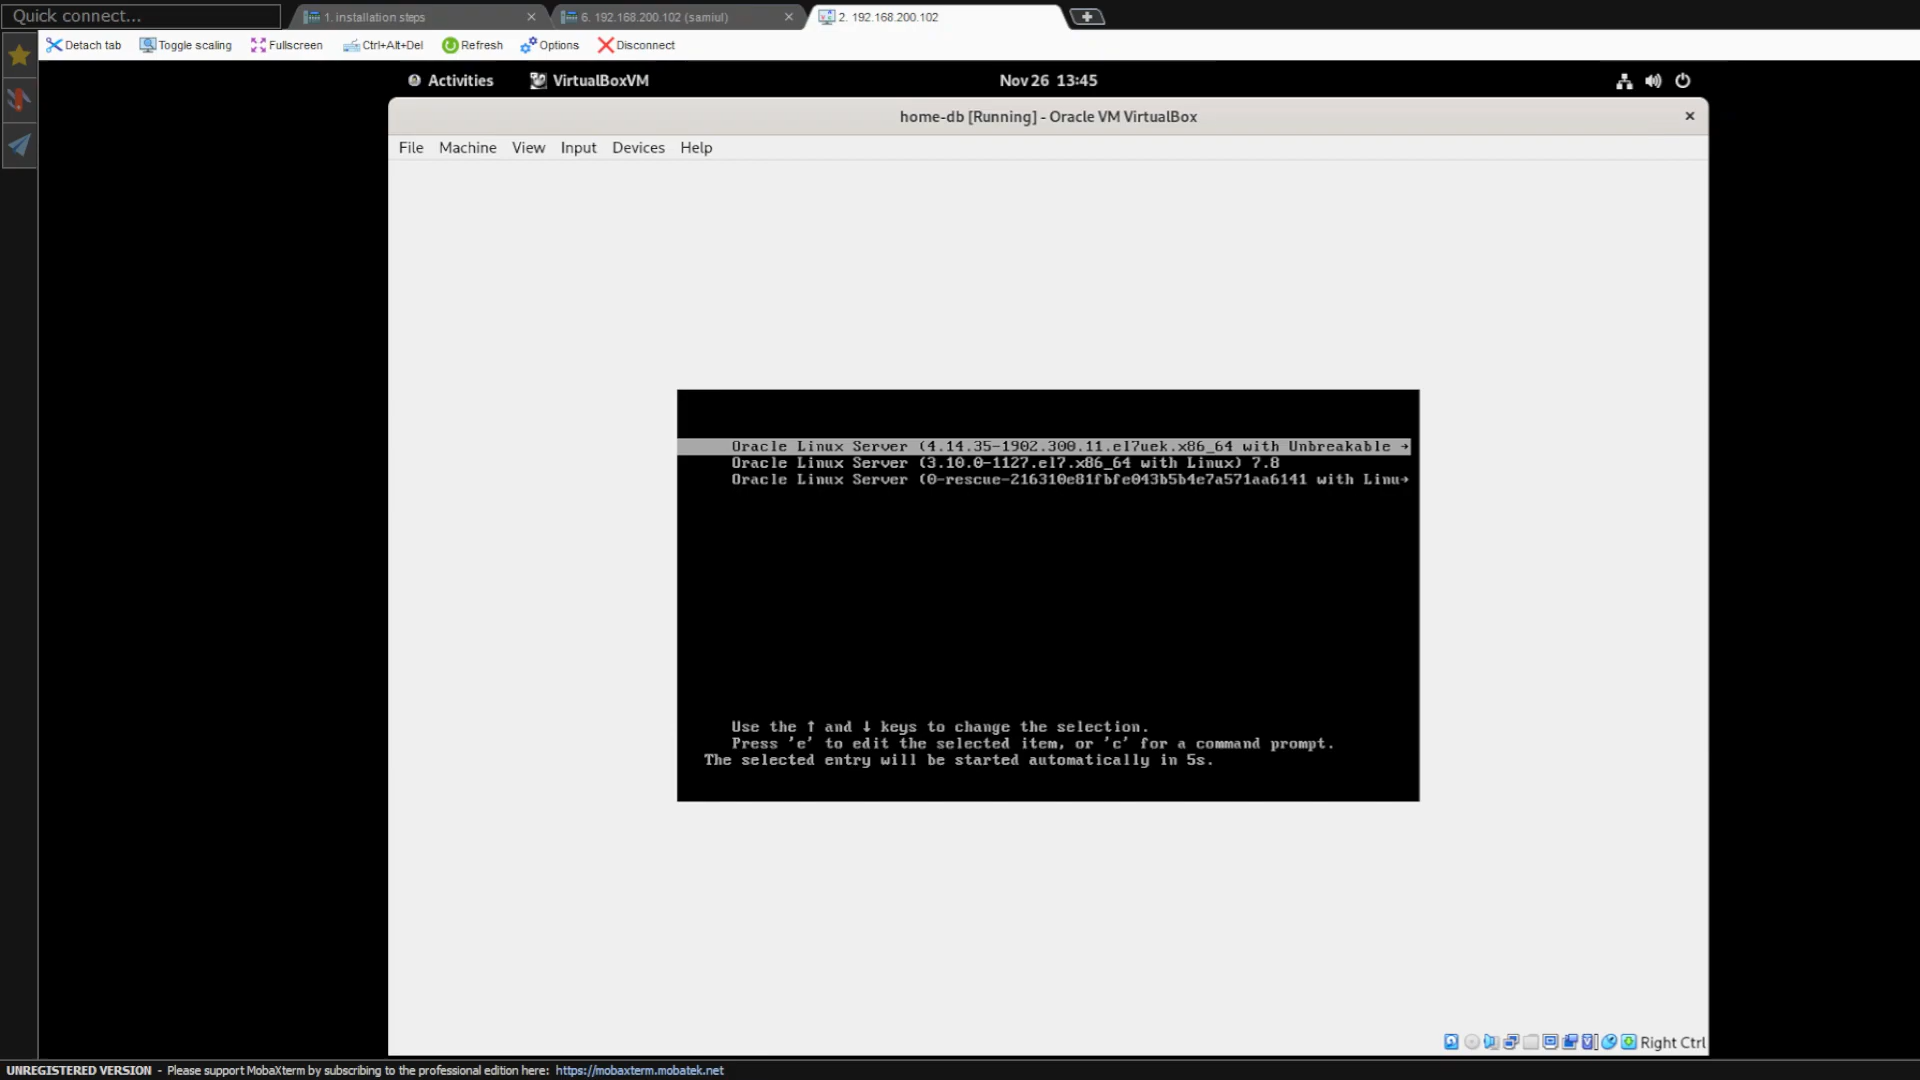 Quick connect...
1. installation steps
6. 192.168.200.102 (samiul)
2. 192.168.200.102
Detach tab
Toggle scaling
Fullscreen
Ctrl+Alt+Del
Refresh
Options
Disconnect
Activities
VirtualBoxVM
Nov 26 13:45
home-db [Running] - Oracle VM VirtualBox
File Machine View Input Devices Help
Oracle Linux Server (4.14.35-1902.300.11.el7uek.x86_64 with Unbreakable →
Oracle Linux Server (3.10.0-1127.el7.x86_64 with Linux) 7.8
Oracle Linux Server (0-rescue-216310e81fbfe043b5b4e7a571aa6141 with Linu→
Use the ↑ and ↓ keys to change the selection.
Press 'e' to edit the selected item, or 'c' for a command prompt.
The selected entry will be started automatically in 5s.
Right Ctrl
UNREGISTERED VERSION - Please support MobaXterm by subscribing to the professional edition here: https://mobaxterm.mobatek.net